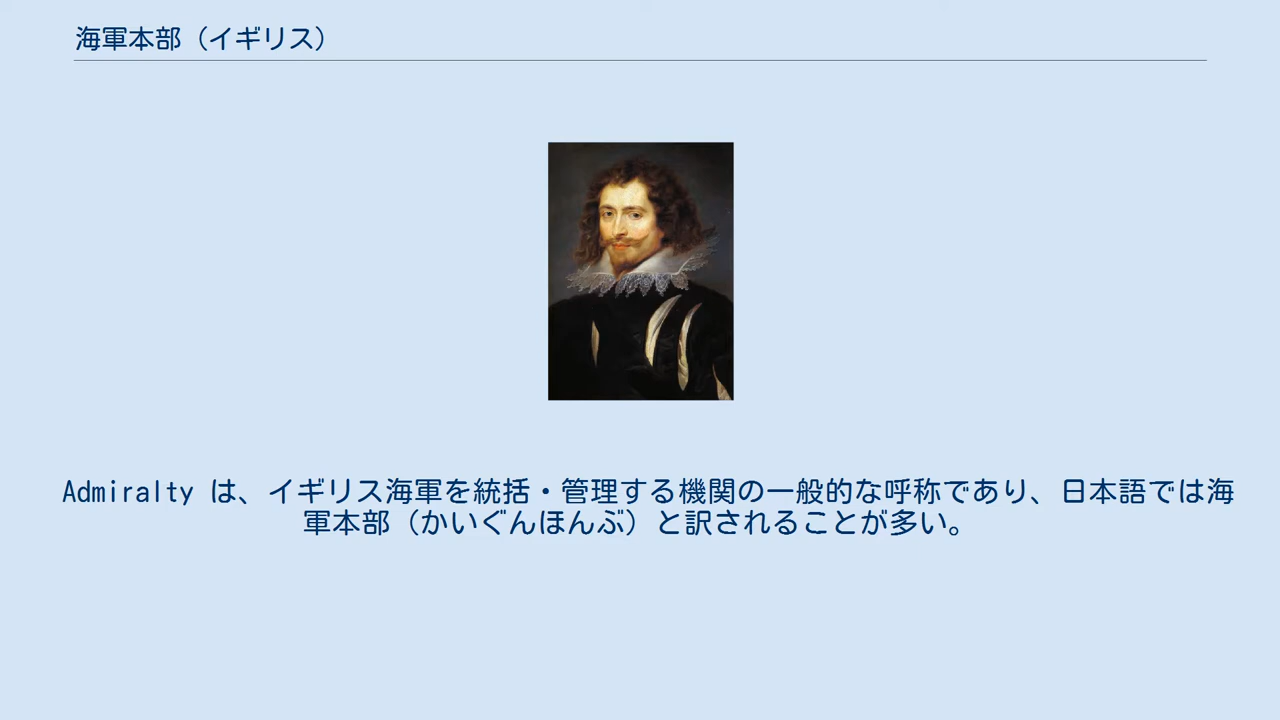 海軍本部（イギリス）
Admiralty は、イギリス海軍を統括・管理する機関の一般的な呼称であり、日本語では海
軍本部（かいぐんほんぶ）と訳されることが多い。